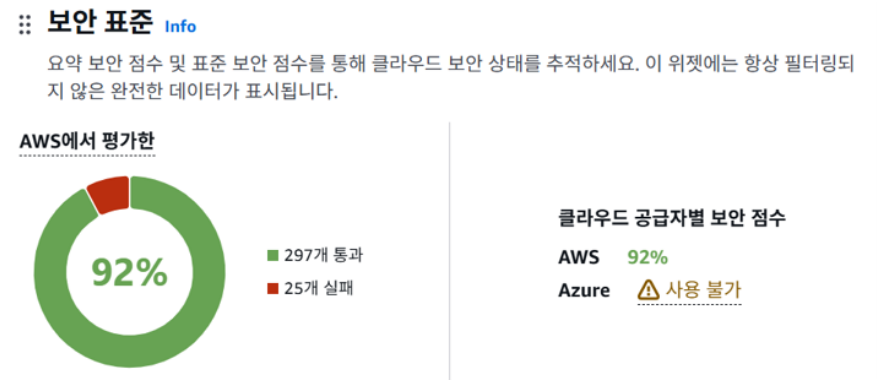 보안 표준 Info
요약 보안 점수 및 표준 보안 점수를 통해 클라우드 보안 상태를 추적하세요. 이 위젯에는 항상 필터링되
지 않은 완전한 데이터가 표시됩니다.
AWS에서 평가한
92%
297개 통과
25개 실패
클라우드 공급자별 보안 점수
AWS 92%
Azure 사용 불가